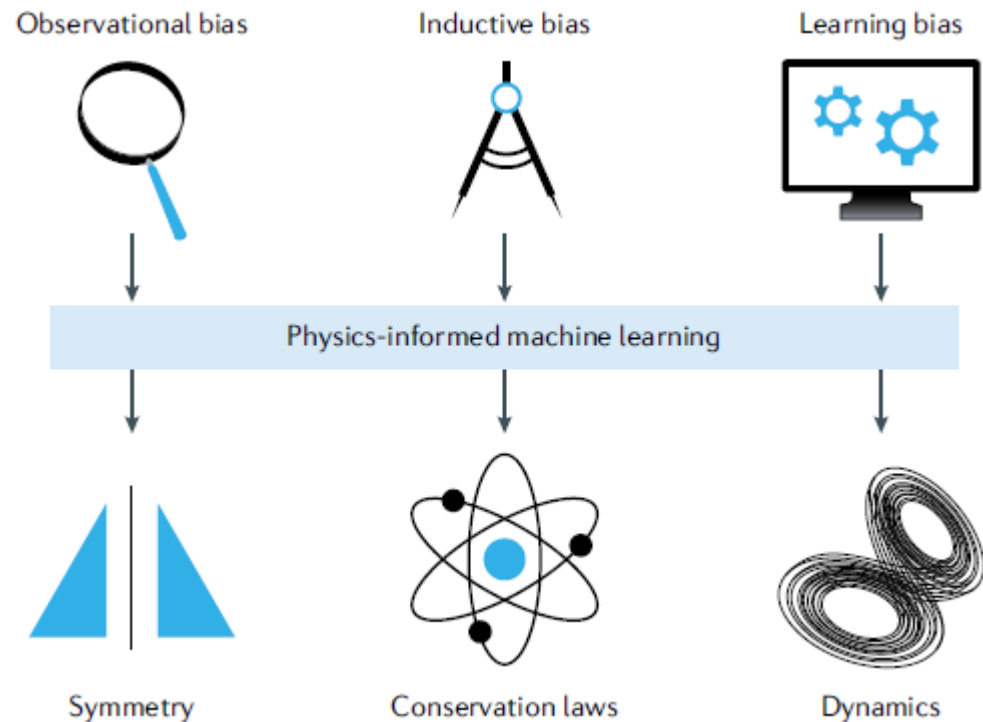 Observational bias
Inductive bias
Learning bias
Physics-informed machine learning
Symmetry
Conservation laws
Dynamics